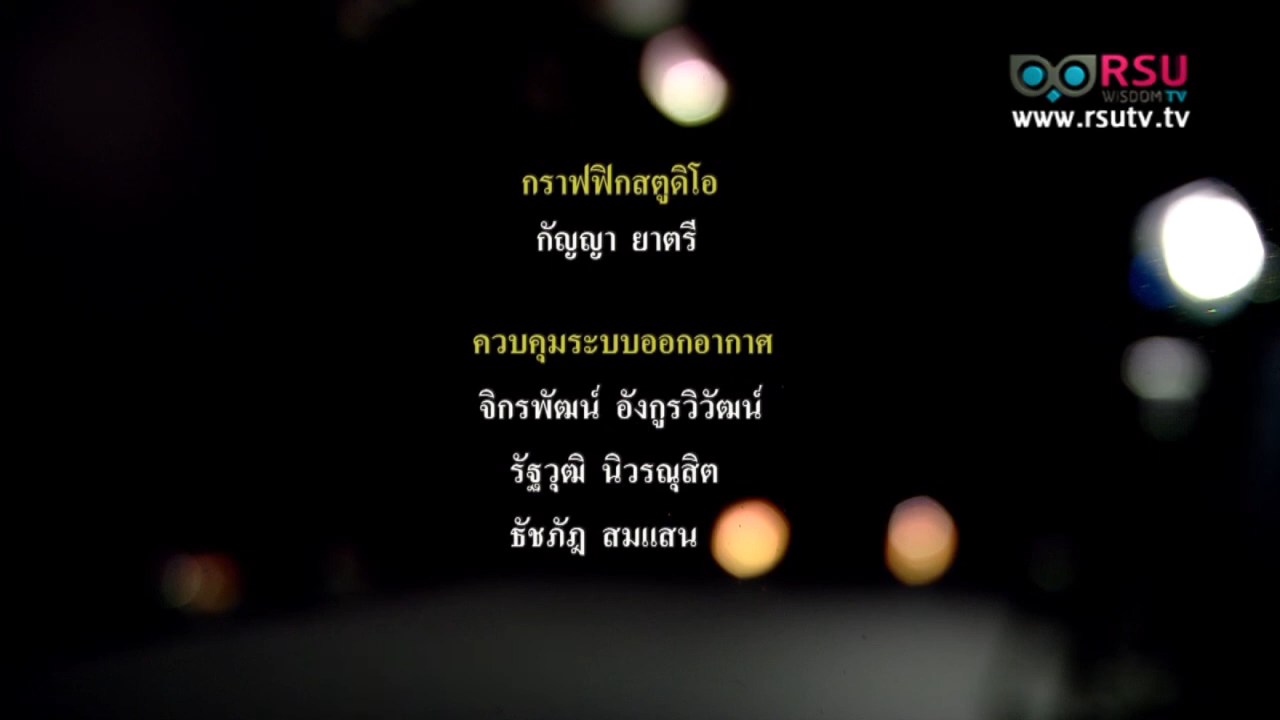 RSU
WISDOM TV
www.rsutv.tv
กราฟฟิกสตูดิโอ
กัญญา ยาตรี
ควบคุมระบบออกอากาศ
จิกรพัฒน์ อังกูรวิวัฒน์
รัฐวุฒิ นิวรณุสิต
ธัชภัฎ สมแสน